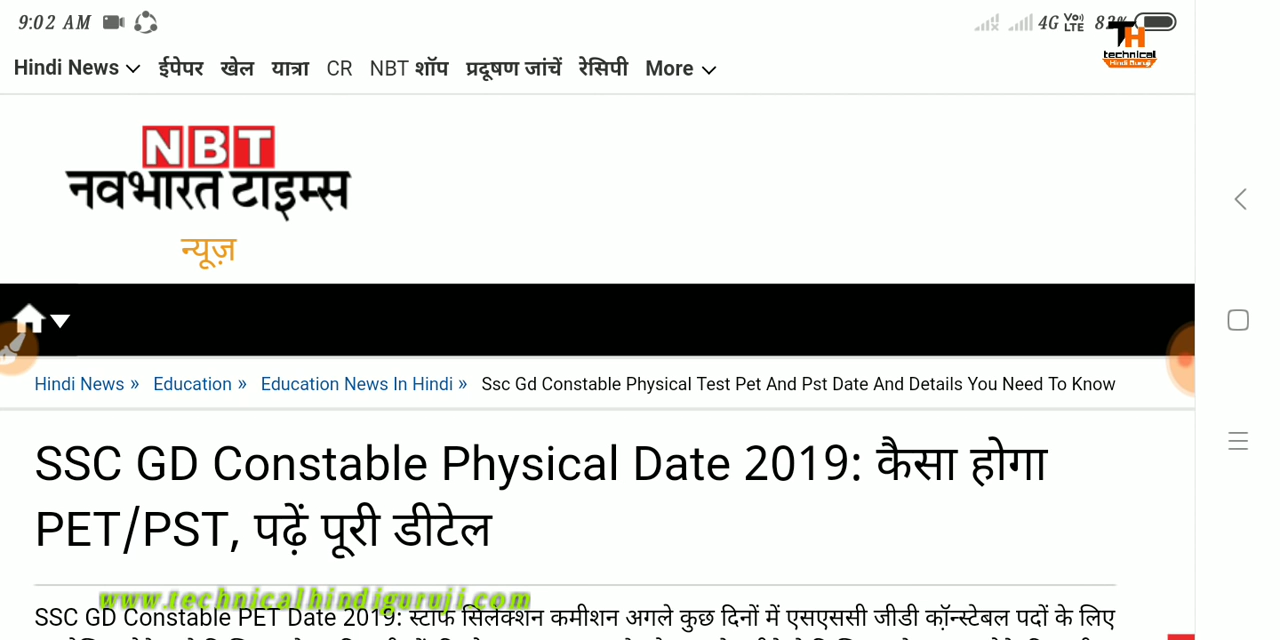 9:02 AM 4G VoLTE
TH
technical
Hindi Guruji
Hindi News ईपेपर खेल यात्रा CR NBT शॉप प्रदूषण जांचें रेसिपी More
NBT
नवभारत टाइम्स
न्यूज़
Hindi News » Education » Education News In Hindi » Ssc Gd Constable Physical Test Pet And Pst Date And Details You Need To Know
SSC GD Constable Physical Date 2019: कैसा होगा
PET/PST, पढ़ें पूरी डीटेल
www.technicalhindiguruji.com
SSC GD Constable PET Date 2019: स्टाफ सिलेक्शन कमीशन अगले कुछ दिनों में एसएससी जीडी कॉन्स्टेबल पदों के लिए